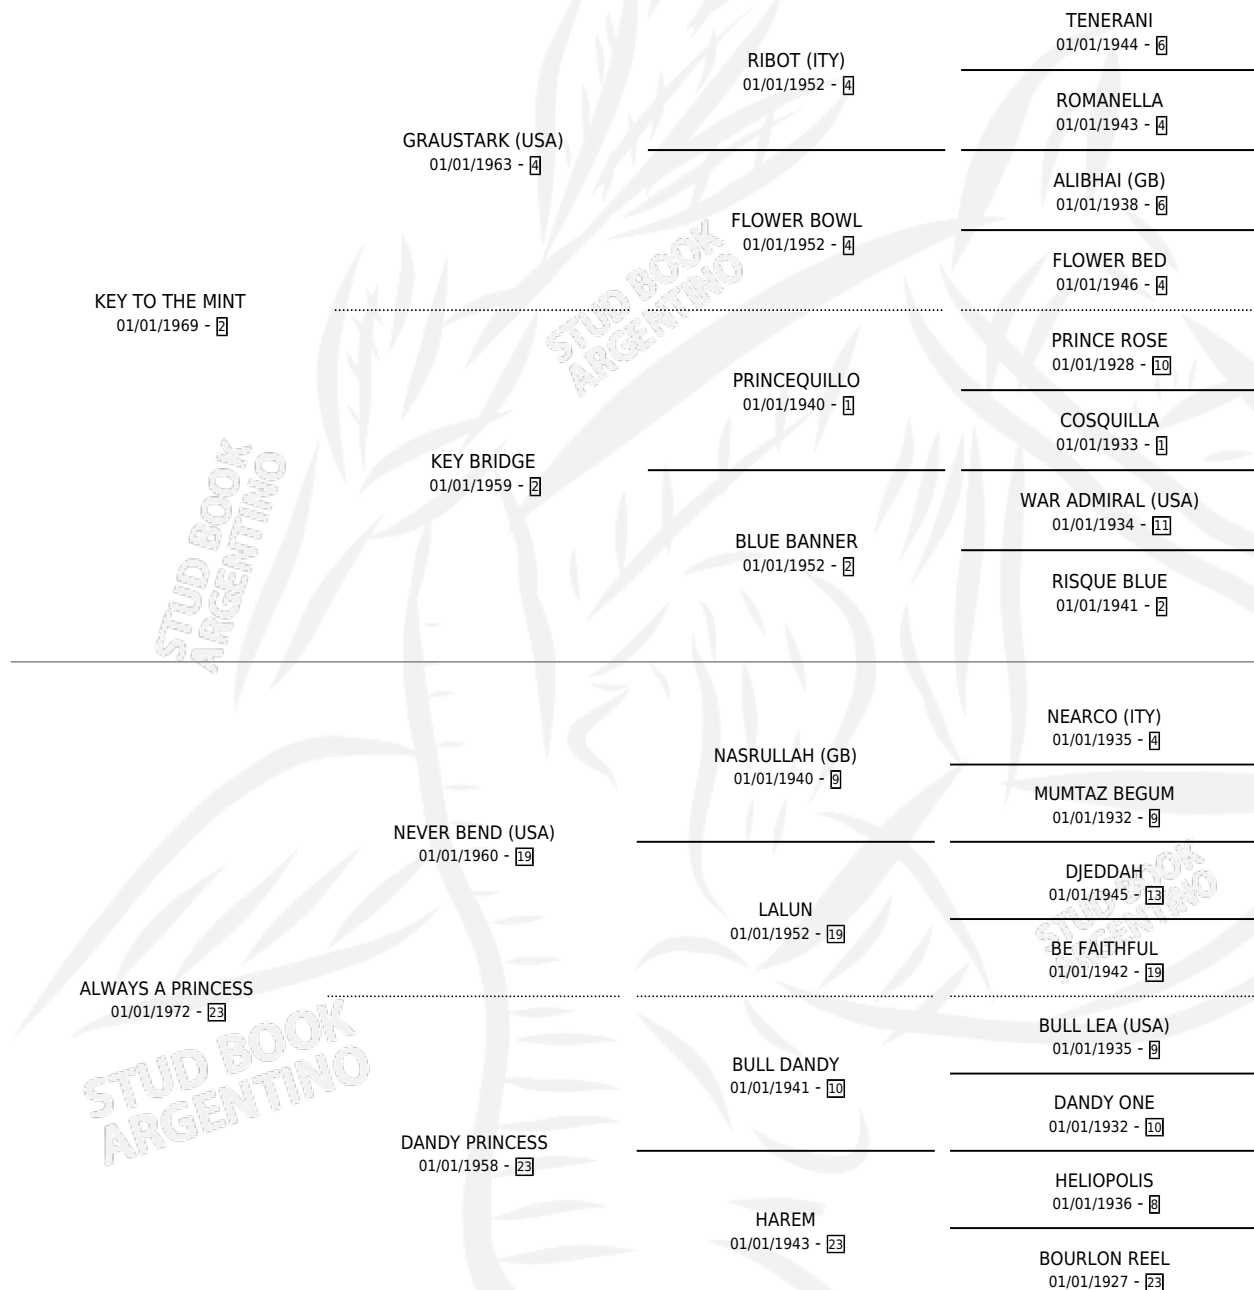 TENERANI
01/01/1944 - 6
RIBOT (ITY)
01/01/1952 - 4
ROMANELLA
01/01/1943 - 4
GRAUSTARK (USA)
01/01/1963 - 4
ALIBHAI (GB)
01/01/1938 - 6
FLOWER BOWL
01/01/1952 - 4
FLOWER BED
01/01/1946 - 4
KEY TO THE MINT
01/01/1969 - 2
PRINCE ROSE
01/01/1928 - 10
PRINCEQUILLO
01/01/1940 - 1
COSQUILLA
01/01/1933 - 1
KEY BRIDGE
01/01/1959 - 2
WAR ADMIRAL (USA)
01/01/1934 - 11
BLUE BANNER
01/01/1952 - 2
RISQUE BLUE
01/01/1941 - 2
STUD BOOK
ARGENTINO
STUD BOOK
ARGENTINO
NEARCO (ITY)
01/01/1935 - 4
NASRULLAH (GB)
01/01/1940 - 9
MUMTAZ BEGUM
01/01/1932 - 9
NEVER BEND (USA)
01/01/1960 - 19
DJEDDAH
01/01/1945 - 13
LALUN
01/01/1952 - 19
BE FAITHFUL
01/01/1942 - 19
ALWAYS A PRINCESS
01/01/1972 - 23
BULL LEA (USA)
01/01/1935 - 9
BULL DANDY
01/01/1941 - 10
DANDY ONE
01/01/1932 - 10
DANDY PRINCESS
01/01/1958 - 23
HELIOPOLIS
01/01/1936 - 8
HAREM
01/01/1943 - 23
BOURLON REEL
01/01/1927 - 23
STUD BOOK
ARGENTINO
STUD BOOK
ARGENTINO